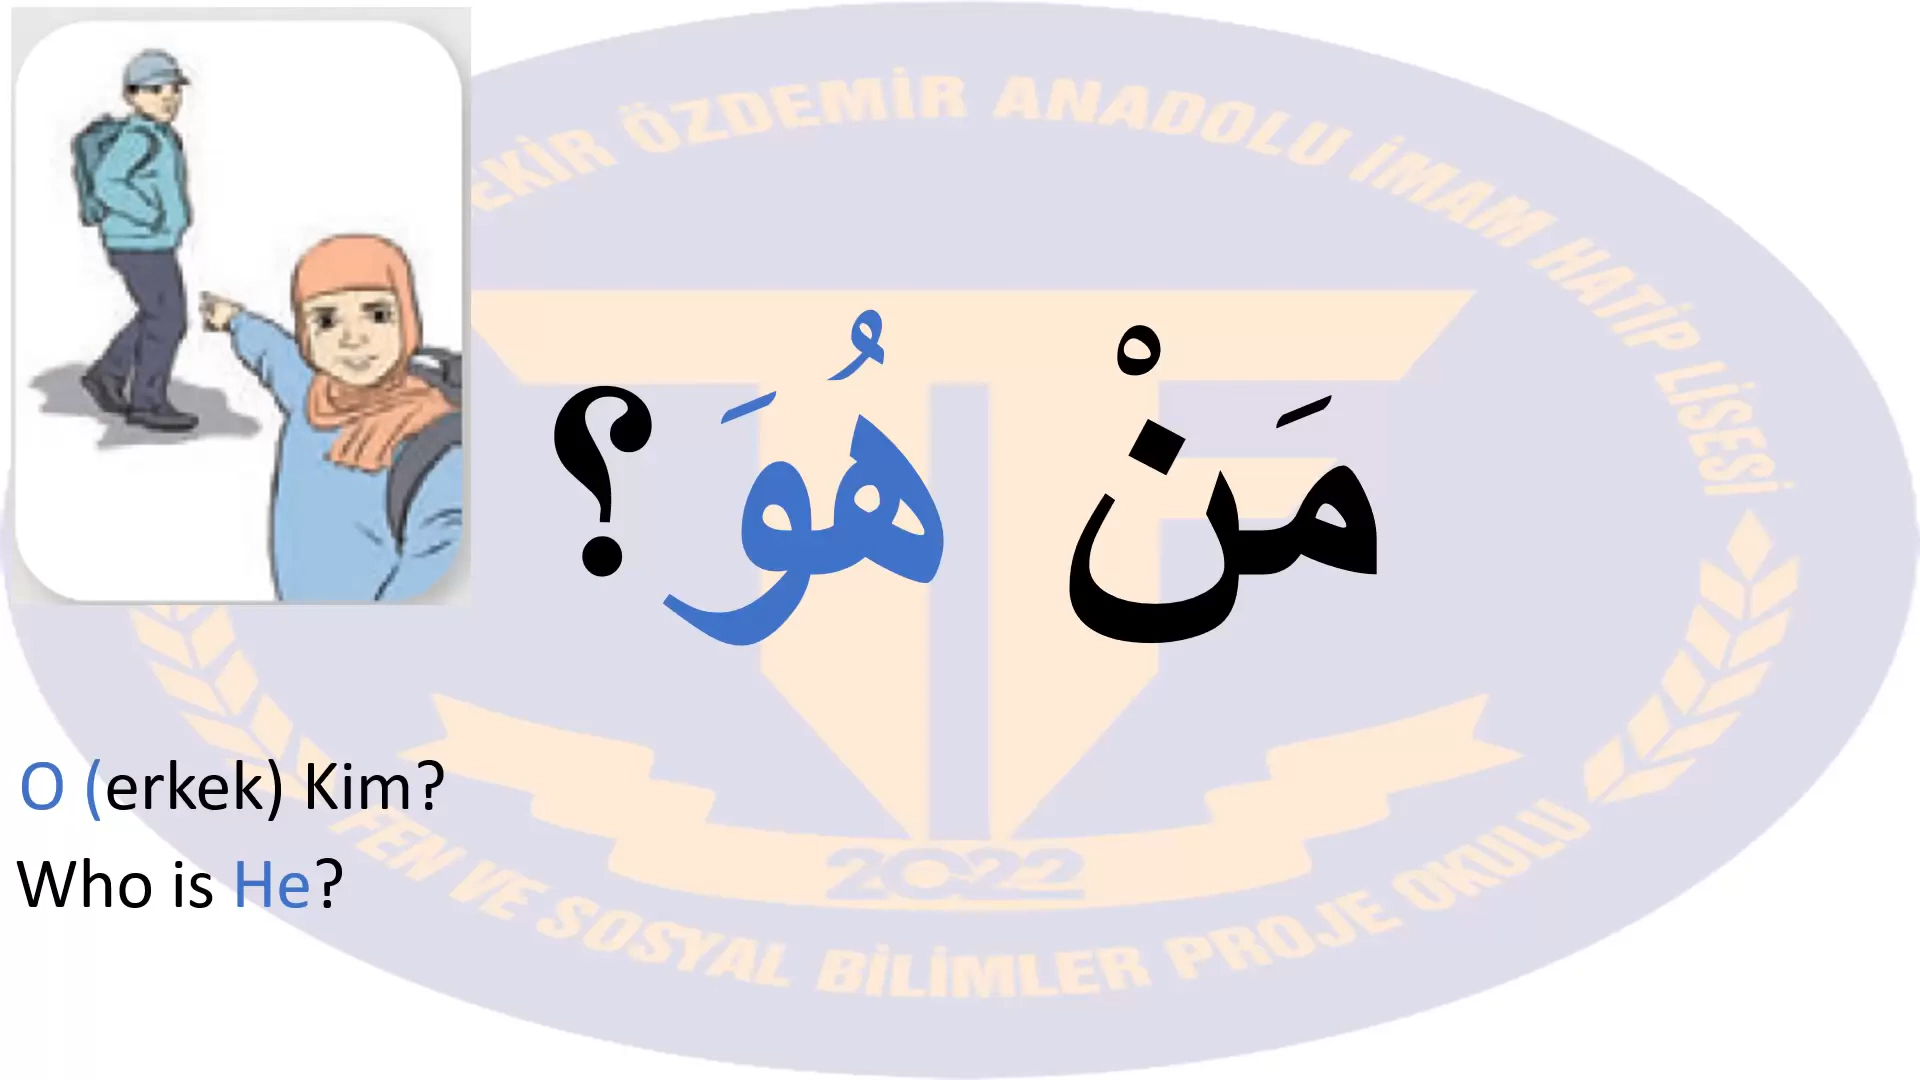 EKİR ÖZDEMİR ANADOLU İMAM HATİP LİSESİ
مَنْ هُوَ؟
O (erkek) Kim?
Who is He?
2022
FEN VE SOSYAL BİLİMLER PROJE OKULU